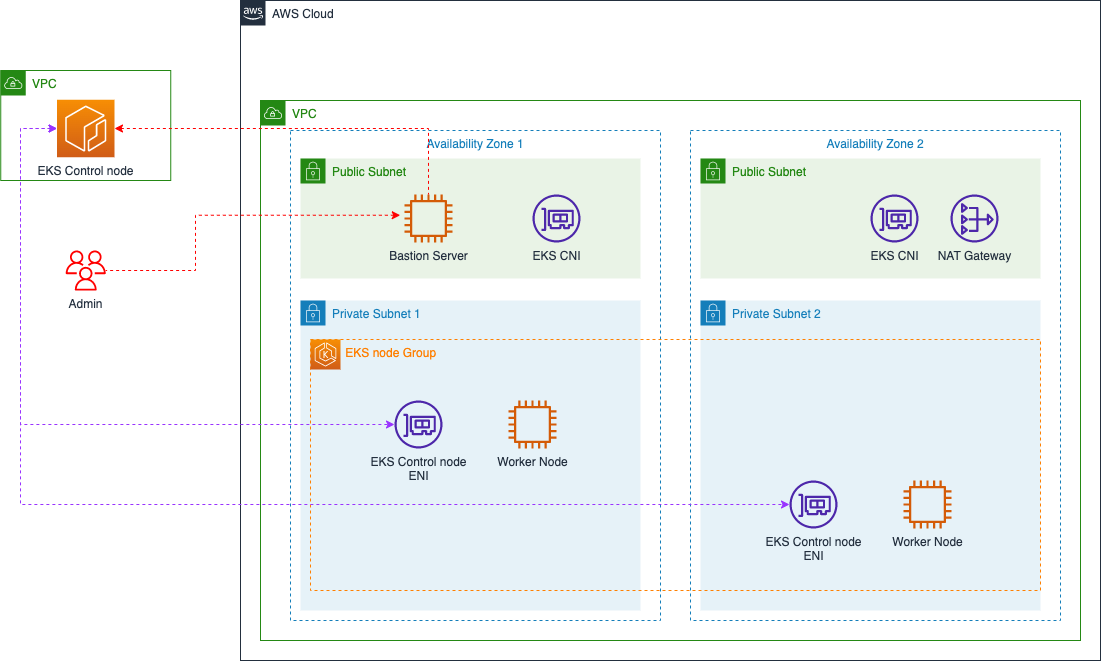 aws
AWS Cloud
VPC
EKS Control node
VPC
Availability Zone 1
Availability Zone 2
Public Subnet
Public Subnet
Bastion Server
EKS CNI
EKS CNI
NAT Gateway
Admin
Private Subnet 1
Private Subnet 2
EKS node Group
EKS Control node
ENI
Worker Node
EKS Control node
ENI
Worker Node